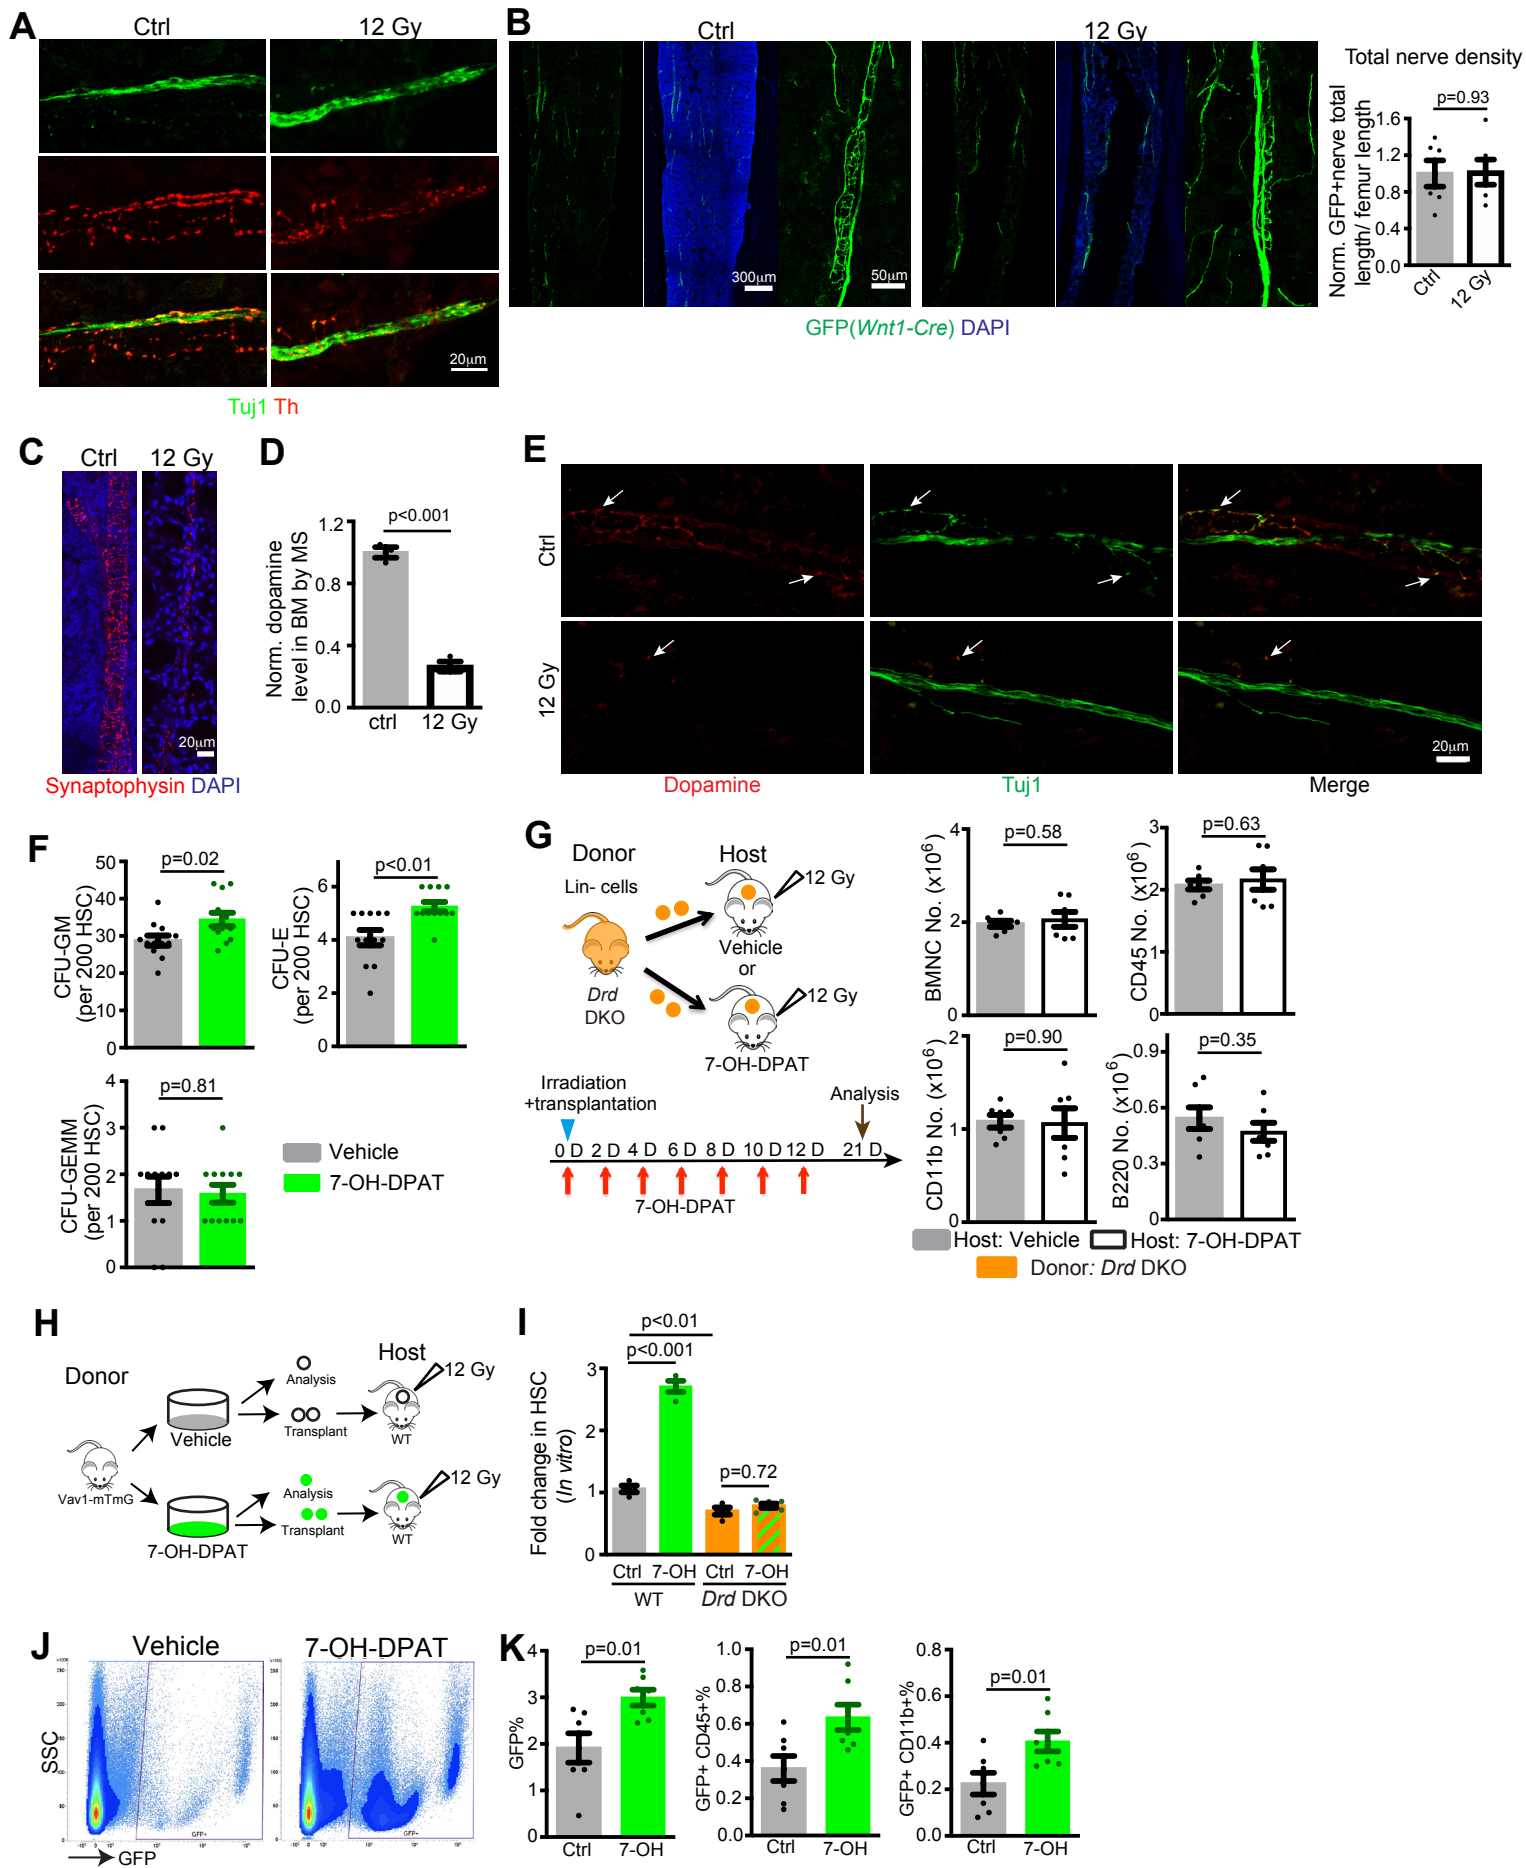 A
Ctrl
12 Gy
20μm
Tuj1 Th
B
Ctrl
12 Gy
300μm
50μm
GFP(Wnt1-Cre) DAPI
Total nerve density
p=0.93
Norm. GFP+nerve total
length/ femur length
1.6
1.2
0.8
0.4
0.0
Ctrl
12 Gy
C
Ctrl
12 Gy
20μm
Synaptophysin DAPI
D
p<0.001
Norm. dopamine
level in BM by MS
1.2
0.8
0.4
0.0
ctrl
12 Gy
E
Ctrl
12 Gy
20μm
Dopamine
Tuj1
Merge
F
p=0.02
CFU-GM
(per 200 HSC)
50
40
30
20
10
0
p<0.01
CFU-E
(per 200 HSC)
6
4
2
0
p=0.81
CFU-GEMM
(per 200 HSC)
4
3
2
1
0
Vehicle
7-OH-DPAT
G
Donor
Host
Lin- cells
12 Gy
Vehicle
or
12 Gy
Drd
DKO
7-OH-DPAT
Irradiation
+transplantation
Analysis
0 D 2 D 4 D 6 D 8 D 10 D 12 D 21 D
7-OH-DPAT
p=0.58
BMNC No. (x10⁶)
4
2
0
p=0.63
CD45 No. (x10⁶)
3
2
1
0
p=0.90
CD11b No. (x10⁶)
2
1
0
p=0.35
B220 No. (x10⁶)
0.9
0.6
0.3
0
Host: Vehicle
Host: 7-OH-DPAT
Donor: Drd DKO
H
Donor
Host
12 Gy
Analysis
Vehicle
Transplant
WT
Vav1-mTmG
12 Gy
Analysis
Transplant
WT
7-OH-DPAT
I
p<0.01
p<0.001
p=0.72
Fold change in HSC
(In vitro)
3
2
1
0
Ctrl 7-OH Ctrl 7-OH
WT
Drd DKO
J
Vehicle
7-OH-DPAT
SSC
GFP+
GFP+
GFP
K
p=0.01
GFP%
4
3
2
1
0
Ctrl
7-OH
p=0.01
GFP+ CD45+%
1.0
0.8
0.6
0.4
0.2
0.0
Ctrl
7-OH
p=0.01
GFP+ CD11b+%
0.8
0.6
0.4
0.2
0.0
Ctrl
7-OH